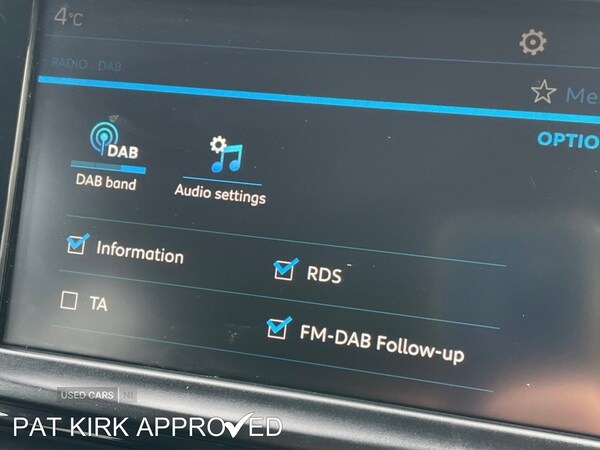 4°C
RADIO : DAB
Me
OPTIO
DAB
DAB band
Audio settings
Information
RDS
TA
FM-DAB Follow-up
USED CARS NI
PAT KIRK APPROVED